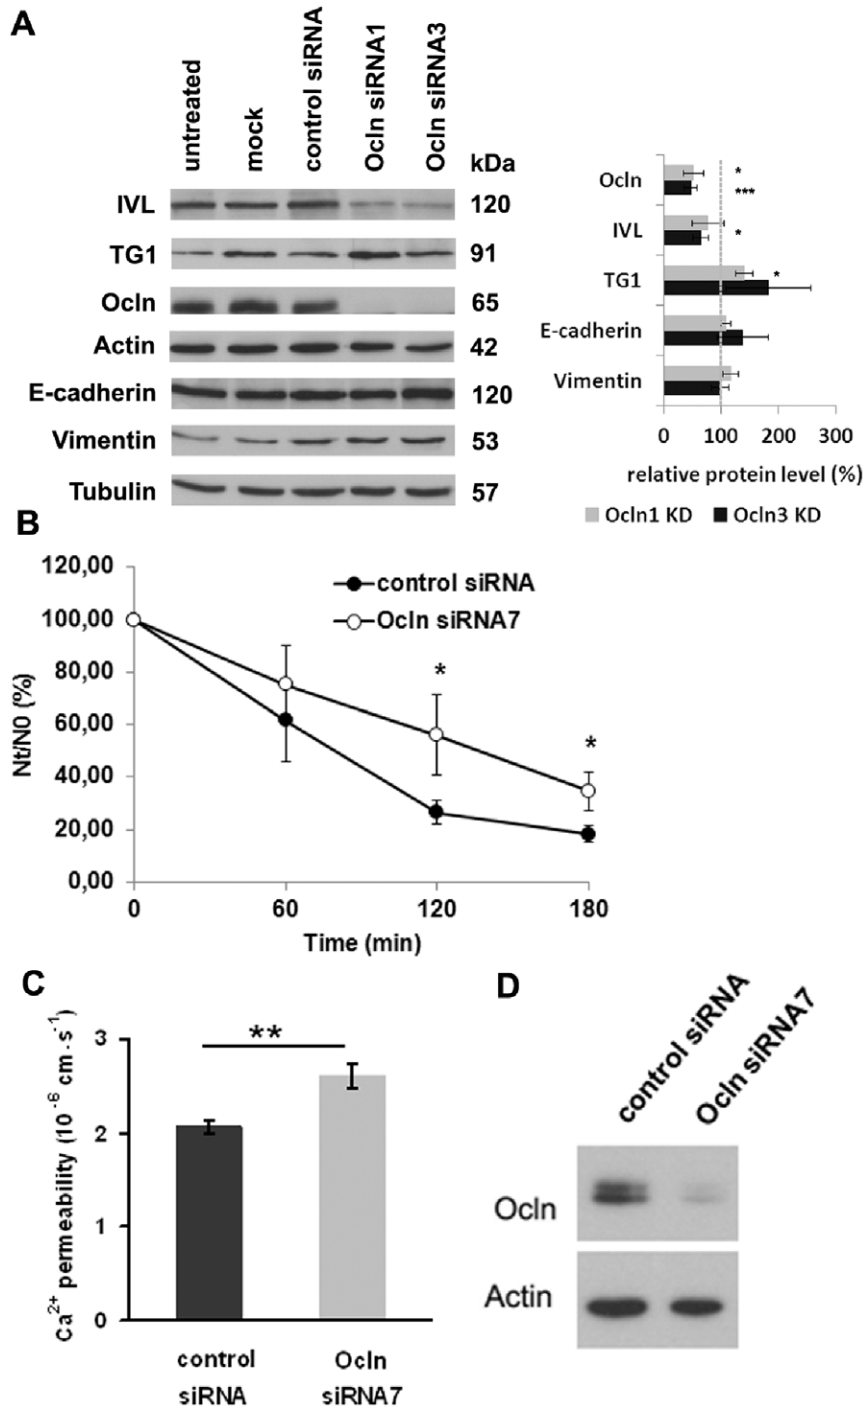 A
untreated
mock
control siRNA
Ocln siRNA1
Ocln siRNA3
kDa
IVL 120
TG1 91
Ocln 65
Actin 42
E-cadherin 120
Vimentin 53
Tubulin 57
Ocln * ***
IVL *
TG1 *
E-cadherin
Vimentin
0 100 200 300
relative protein level (%)
Ocln1 KD Ocln3 KD
B
120,00
100,00
80,00
60,00
40,00
20,00
0,00
Nt/N0 (%)
control siRNA
Ocln siRNA7
*
*
0 60 120 180
Time (min)
C
Ca²⁺ permeability (10⁻⁶ cm·s⁻¹)
3
2
1
0
**
control siRNA
Ocln siRNA7
D
control siRNA
Ocln siRNA7
Ocln
Actin